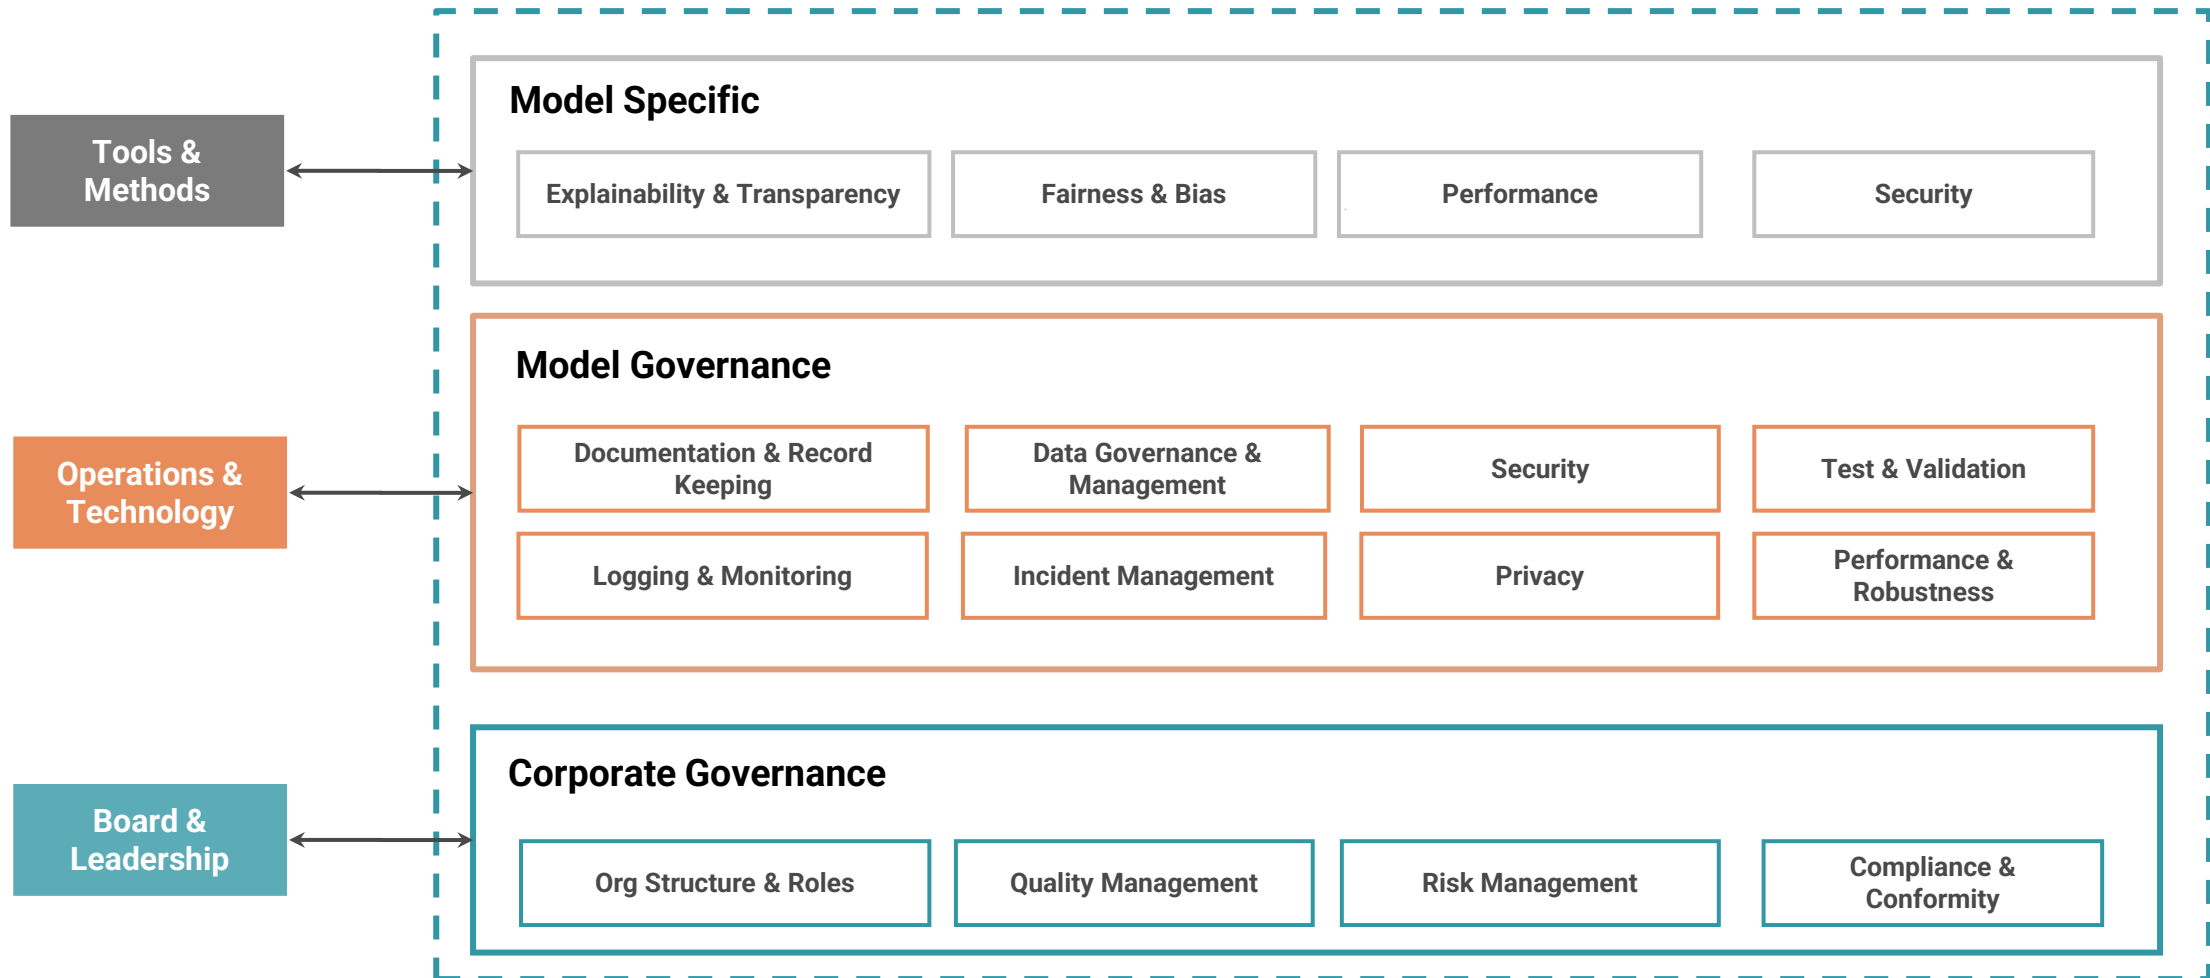 Tools &
Methods
Model Specific
Explainability & Transparency
Fairness & Bias
Performance
Security
Operations &
Technology
Model Governance
Documentation & Record
Keeping
Data Governance &
Management
Security
Test & Validation
Logging & Monitoring
Incident Management
Privacy
Performance &
Robustness
Board &
Leadership
Corporate Governance
Org Structure & Roles
Quality Management
Risk Management
Compliance &
Conformity